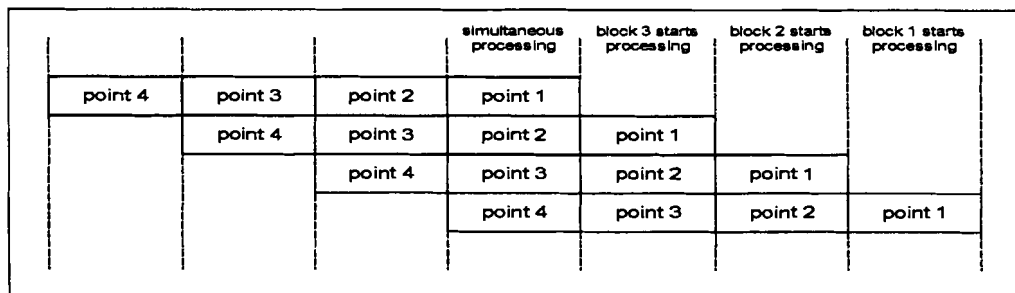 simultaneous processing
block 3 starts processing
block 2 starts processing
block 1 starts processing
point 4 point 3 point 2 point 1
point 4 point 3 point 2 point 1
point 4 point 3 point 2 point 1
point 4 point 3 point 2 point 1